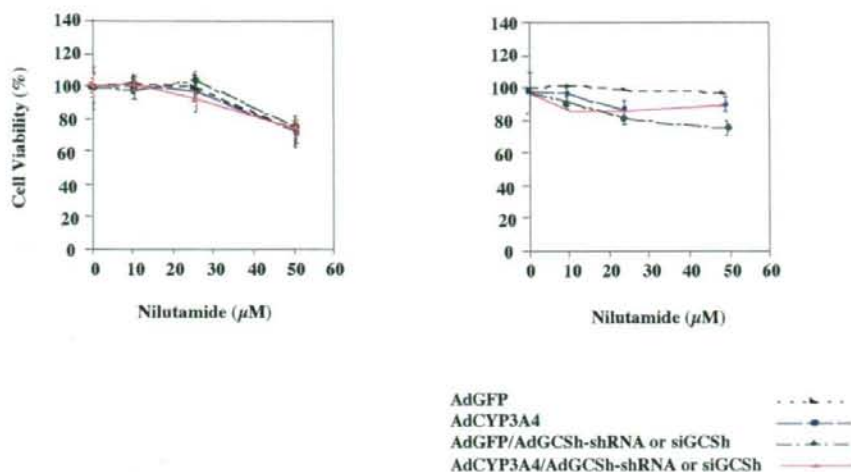 140
120
100
80
60
40
20
0
Cell Viability (%)
0 10 20 30 40 50 60
Nilutamide (μM)
140
120
100
80
60
40
20
0
0 10 20 30 40 50 60
Nilutamide (μM)
AdGFP
AdCYP3A4
AdGFP/AdGCSh-shRNA or siGCSh
AdCYP3A4/AdGCSh-shRNA or siGCSh